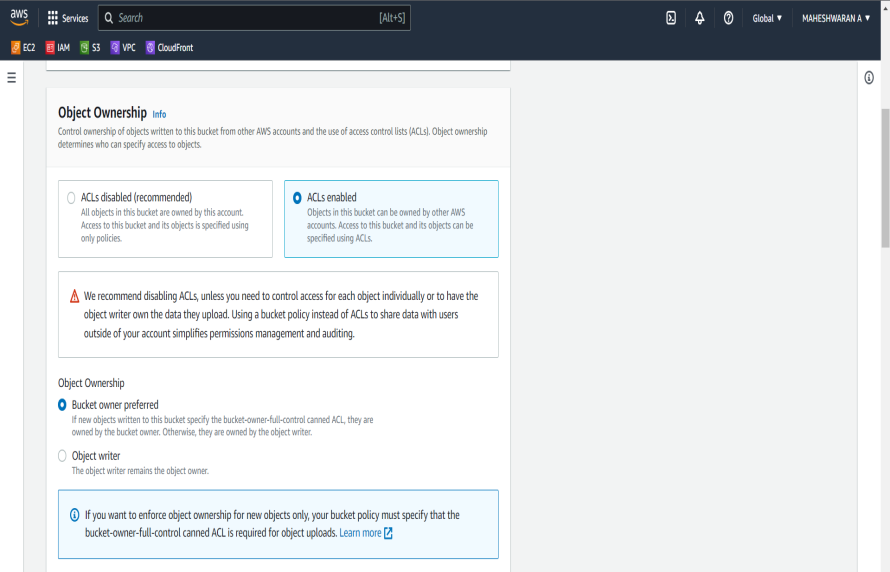 aws Services Search [Alt+S] Global ▼ MAHESHWARAN A ▼
EC2 IAM S3 VPC CloudFront
Object Ownership Info
Control ownership of objects written to this bucket from other AWS accounts and the use of access control lists (ACLs). Object ownership
determines who can specify access to objects.
ACLs disabled (recommended)
All objects in this bucket are owned by this account.
Access to this bucket and its objects is specified using
only policies.
ACLs enabled
Objects in this bucket can be owned by other AWS
accounts. Access to this bucket and its objects can be
specified using ACLs.
We recommend disabling ACLs, unless you need to control access for each object individually or to have the
object writer own the data they upload. Using a bucket policy instead of ACLs to share data with users
outside of your account simplifies permissions management and auditing.
Object Ownership
Bucket owner preferred
If new objects written to this bucket specify the bucket-owner-full-control canned ACL, they are
owned by the bucket owner. Otherwise, they are owned by the object writer.
Object writer
The object writer remains the object owner.
If you want to enforce object ownership for new objects only, your bucket policy must specify that the
bucket-owner-full-control canned ACL is required for object uploads. Learn more